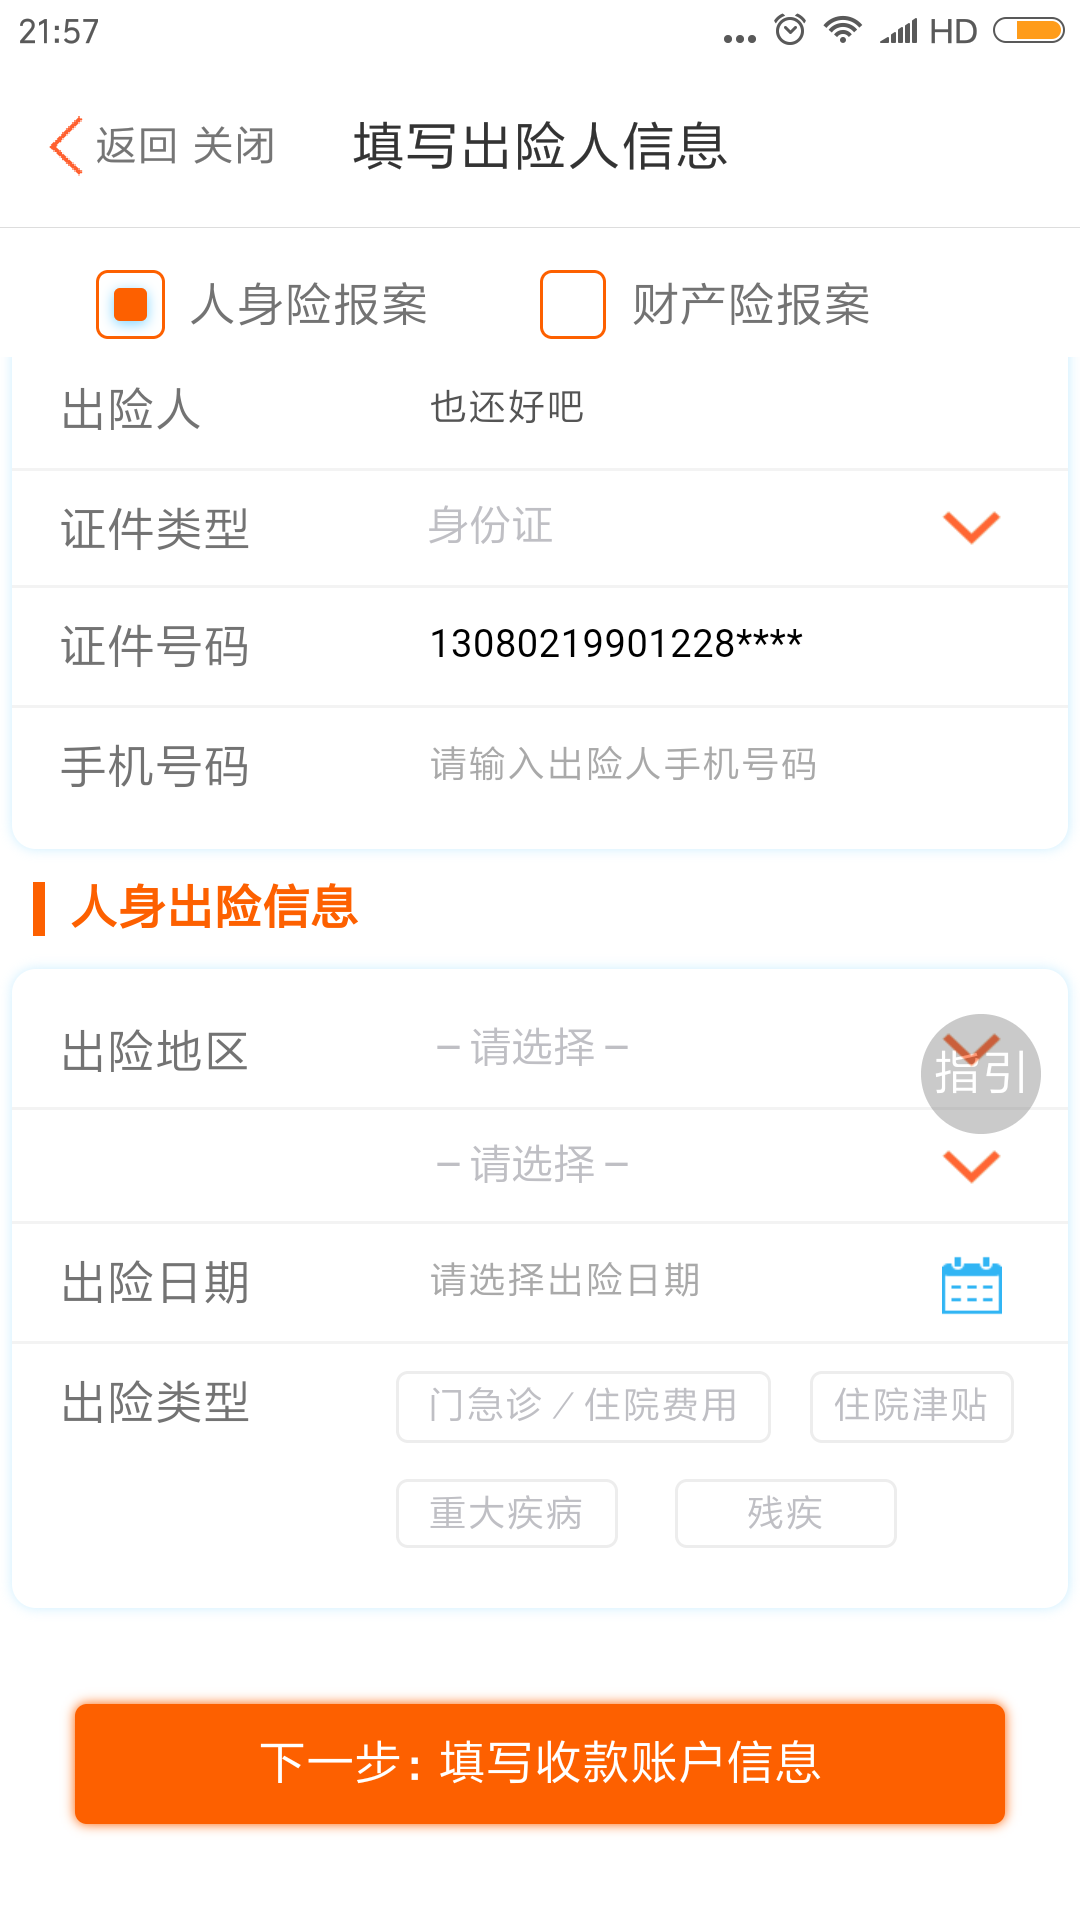 21:57 ... HD
返回 关闭 填写出险人信息
人身险报案 财产险报案
出险人 也还好吧
证件类型 身份证
证件号码 13080219901228****
手机号码 请输入出险人手机号码
人身出险信息
出险地区 – 请选择 –
指引
– 请选择 –
出险日期 请选择出险日期
出险类型 门急诊／住院费用 住院津贴
重大疾病 残疾
下一步：填写收款账户信息